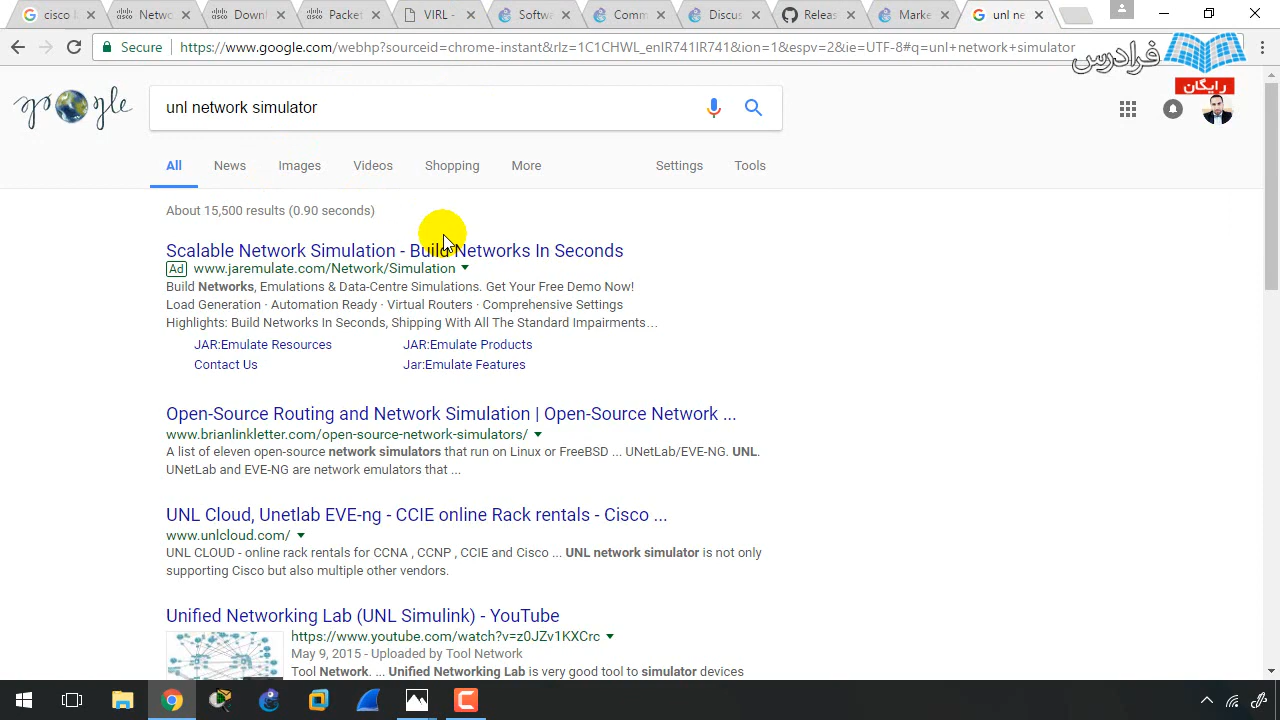 cisco l
Netwo
Downl
Packet
VIRL -
Softw
Comm
Discus
Releas
Marke
unl ne
Secure https://www.google.com/webhp?sourceid=chrome-instant&rlz=1C1CHWL_enIR741IR741&ion=1&espv=2&ie=UTF-8#q=unl+network+simulator
فرادرس
رایگان
google
unl network simulator
All News Images Videos Shopping More Settings Tools
About 15,500 results (0.90 seconds)
Scalable Network Simulation - Build Networks In Seconds
Ad www.jaremulate.com/Network/Simulation
Build Networks, Emulations & Data-Centre Simulations. Get Your Free Demo Now!
Load Generation · Automation Ready · Virtual Routers · Comprehensive Settings
Highlights: Build Networks In Seconds, Shipping With All The Standard Impairments…
JAR:Emulate Resources JAR:Emulate Products
Contact Us Jar:Emulate Features
Open-Source Routing and Network Simulation | Open-Source Network ...
www.brianlinkletter.com/open-source-network-simulators/
A list of eleven open-source network simulators that run on Linux or FreeBSD ... UNetLab/EVE-NG. UNL.
UNetLab and EVE-NG are network emulators that ...
UNL Cloud, Unetlab EVE-ng - CCIE online Rack rentals - Cisco ...
www.unlcloud.com/
UNL CLOUD - online rack rentals for CCNA , CCNP , CCIE and Cisco ... UNL network simulator is not only
supporting Cisco but also multiple other vendors.
Unified Networking Lab (UNL Simulink) - YouTube
https://www.youtube.com/watch?v=z0JZv1KXCrc
May 9, 2015 - Uploaded by Tool Network
Tool Network. ... Unified Networking Lab is very good tool to simulator devices